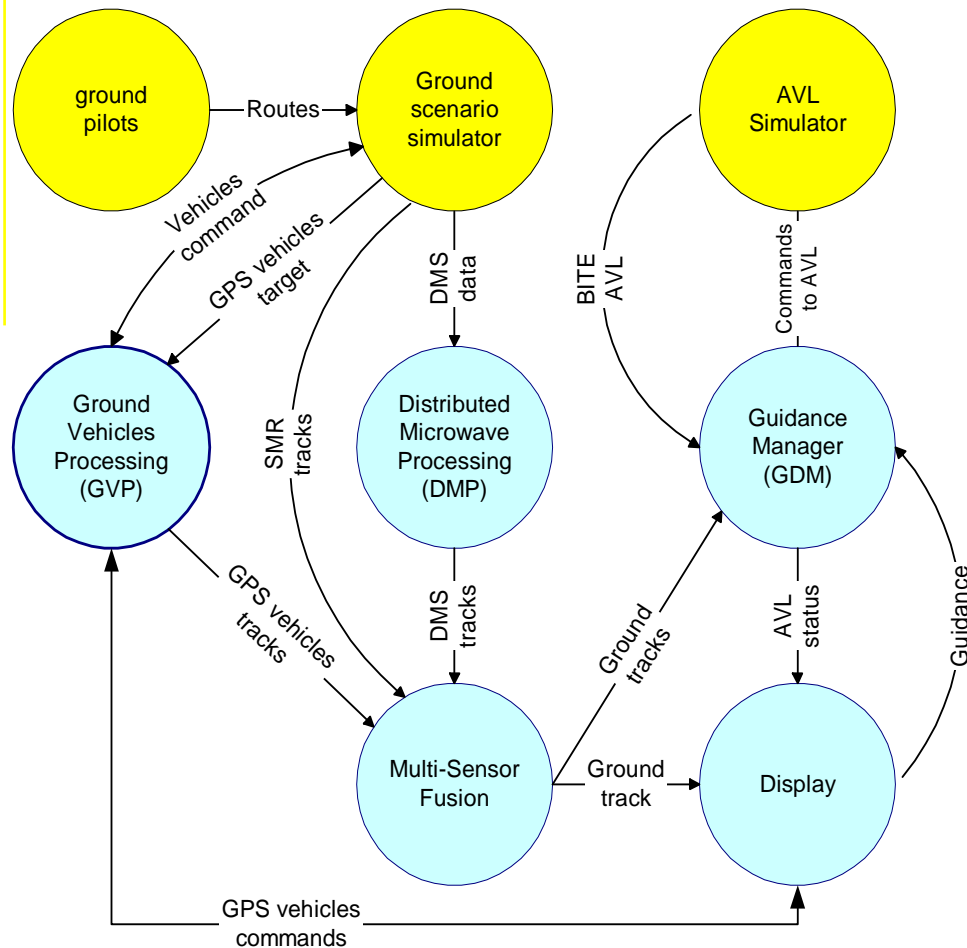 ground
pilots
Routes
Ground
scenario
simulator
AVL
Simulator
Vehicles
command
GPS vehicles
target
DMS
data
BITE
AVL
Commands
to AVL
Ground
Vehicles
Processing
(GVP)
SMR
tracks
Distributed
Microwave
Processing
(DMP)
Guidance
Manager
(GDM)
GPS vehicles
tracks
DMS
tracks
Ground
tracks
AVL
status
Guidance
Multi-Sensor
Fusion
Ground
track
Display
GPS vehicles
commands